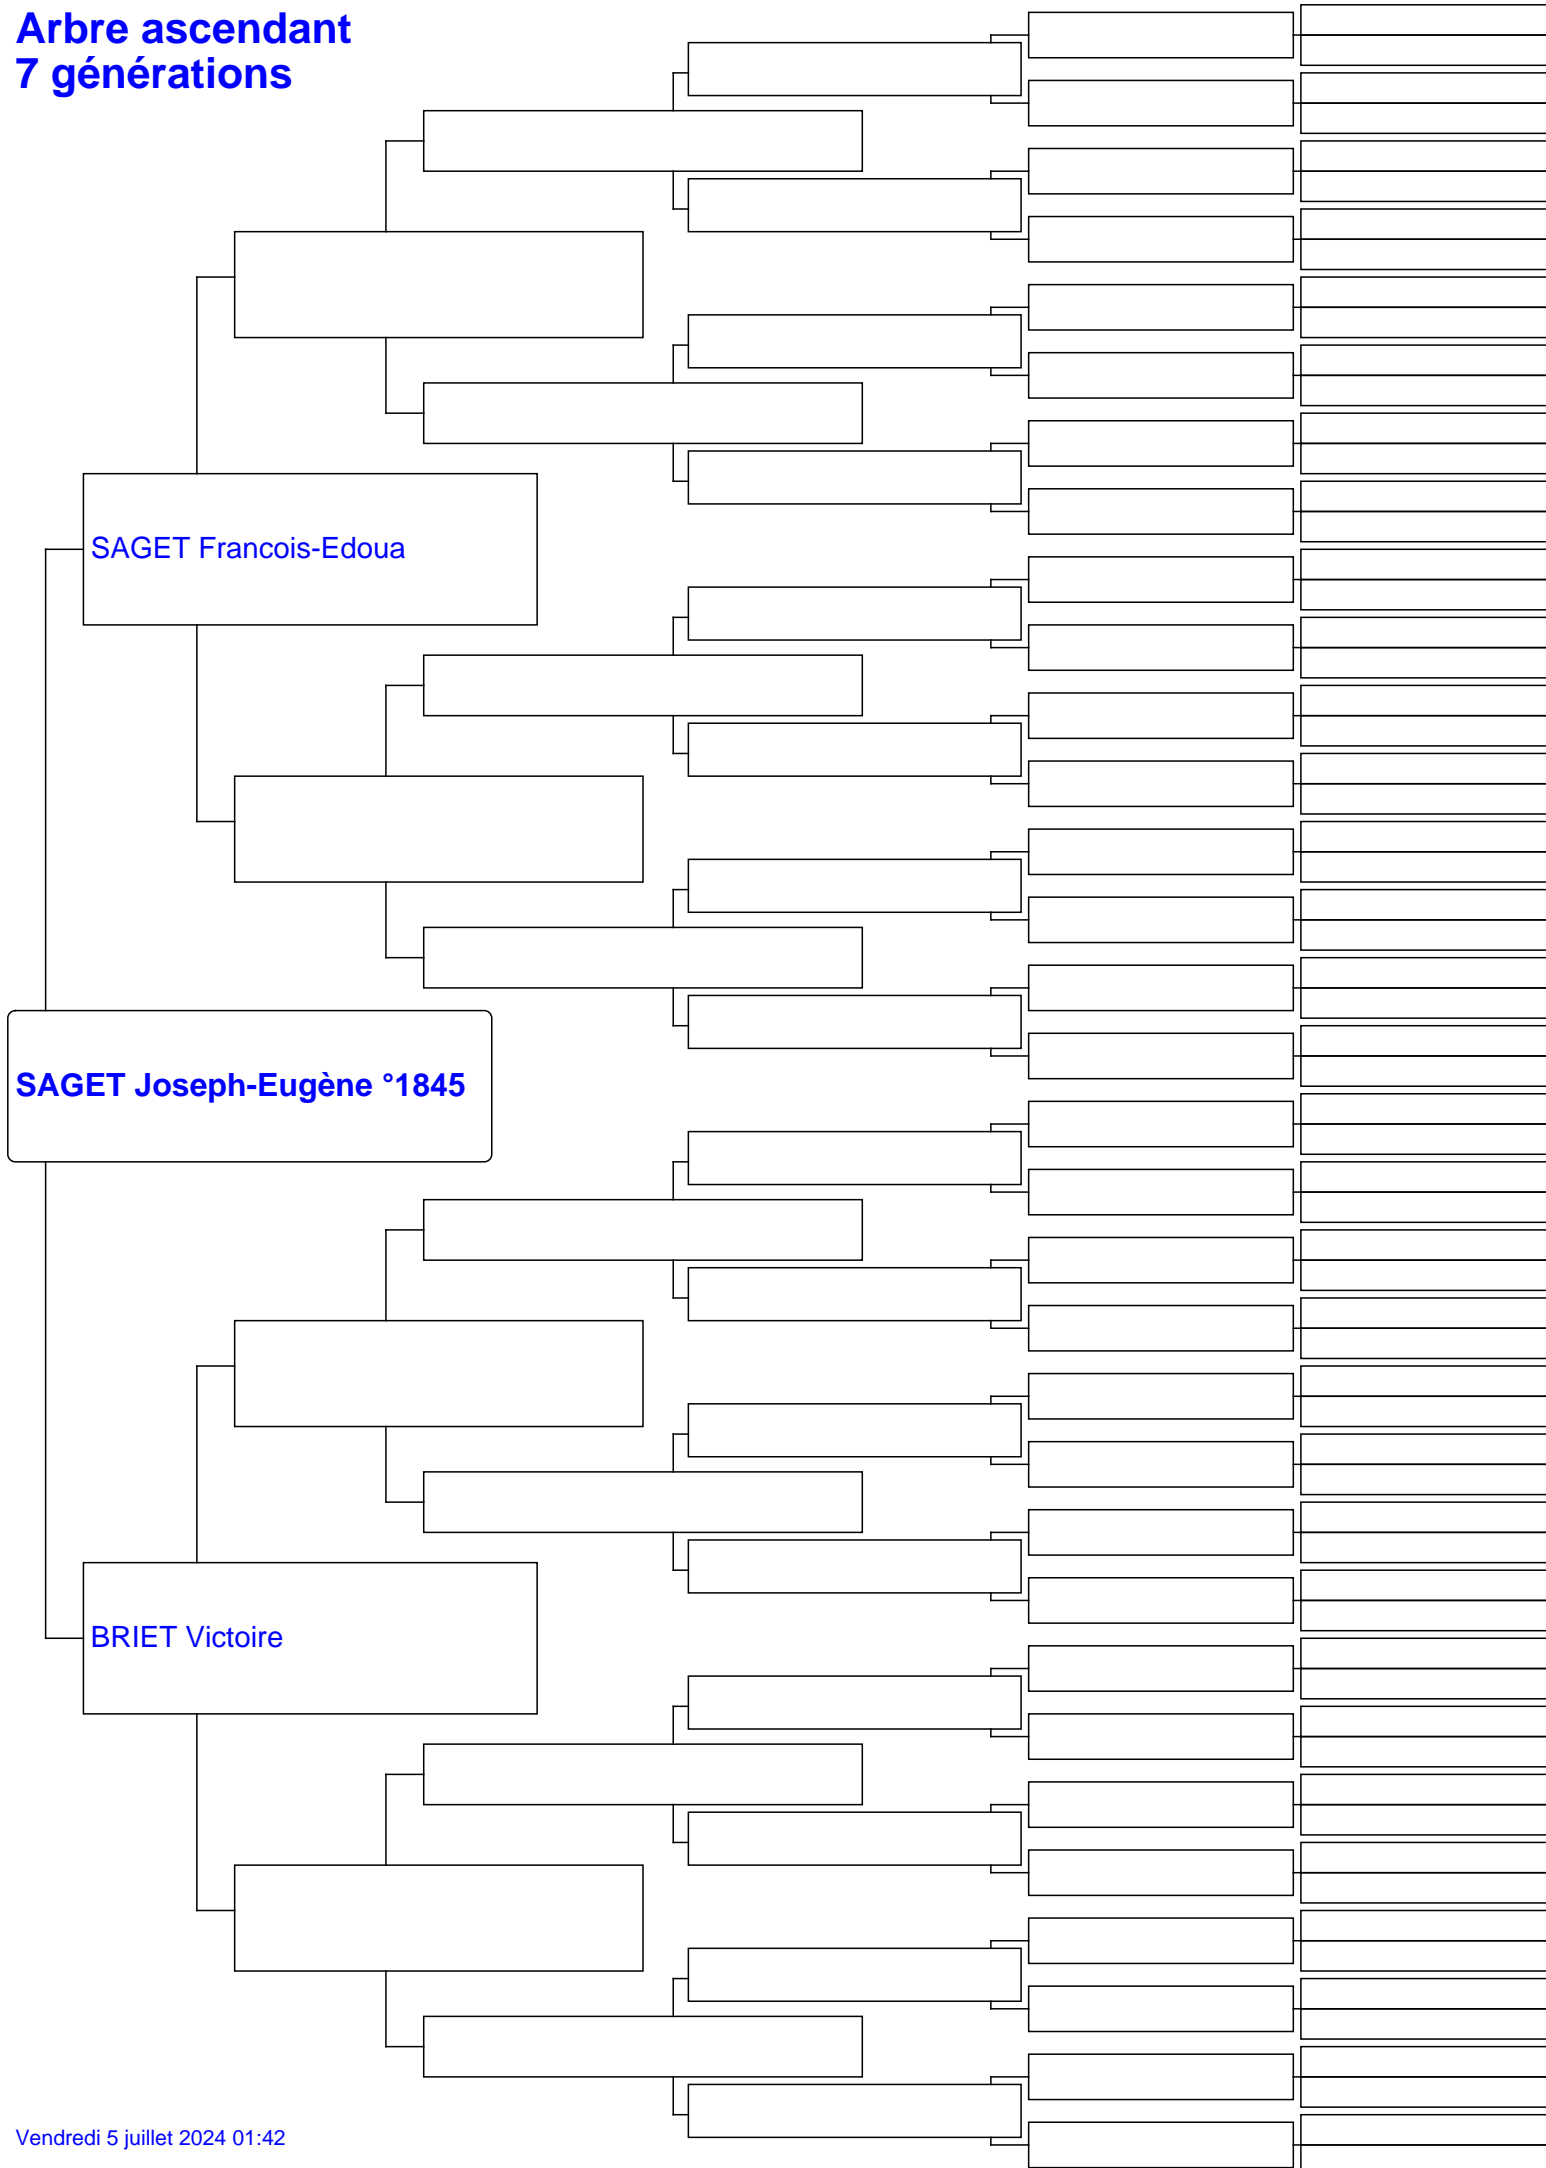 Arbre ascendant
7 générations
SAGET Francois-Edoua
SAGET Joseph-Eugène °1845
BRIET Victoire
Vendredi 5 juillet 2024 01:42